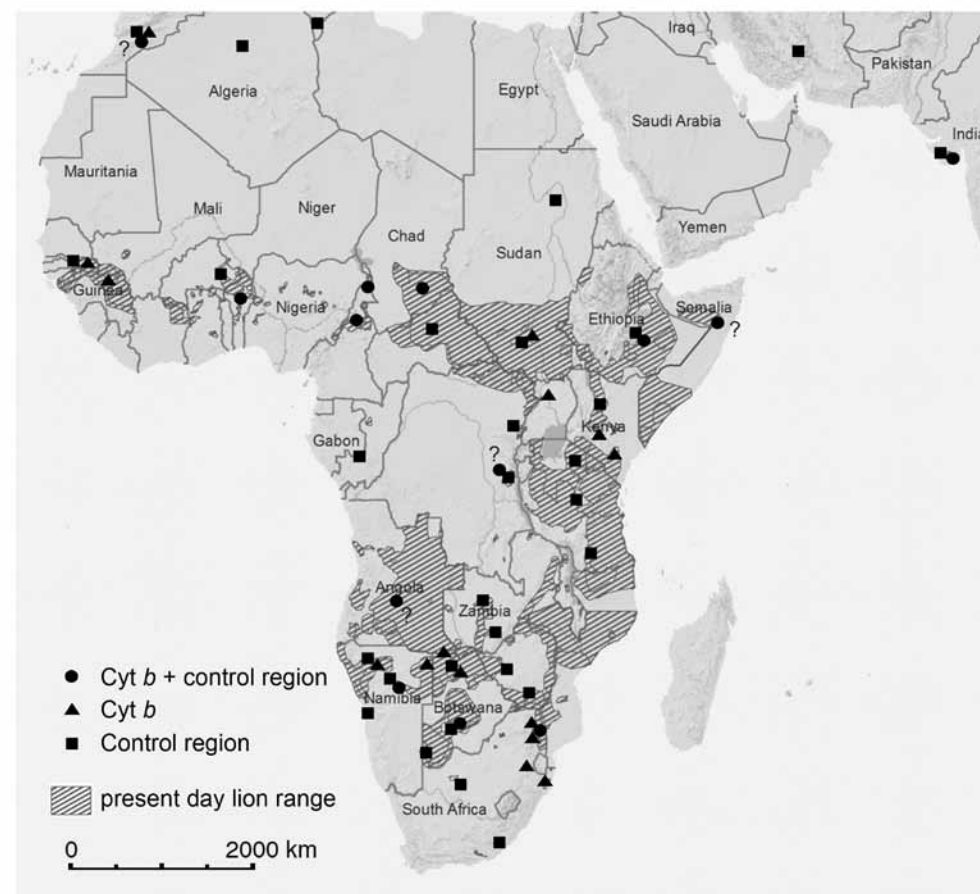 Iraq
Pakistan
Algeria
Egypt
Saudi Arabia
India
Mauritania
Mali
Niger
Chad
Sudan
Yemen
Guinea
Nigeria
Ethiopia
Somalia
?
?
Gabon
Kenya
?
Angola
?
Zambia
Namibia
Botswana
South Africa
Cyt b + control region
Cyt b
Control region
present day lion range
0 2000 km